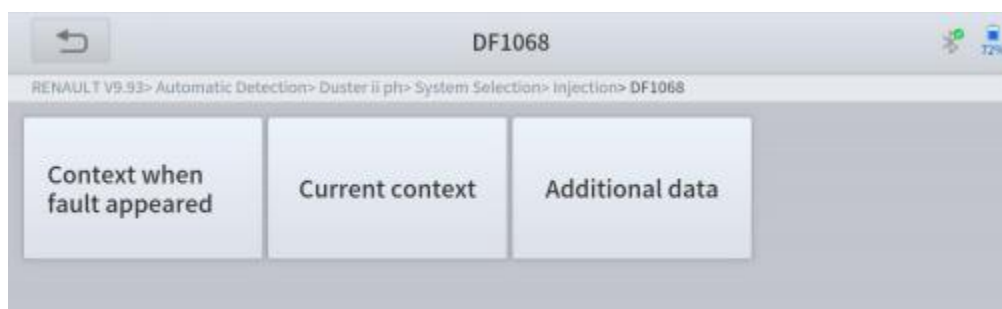 DF1068
72%
RENAULT V9.93> Automatic Detection> Duster ii ph> System Selection> Injection> DF1068
Context when
fault appeared
Current context
Additional data